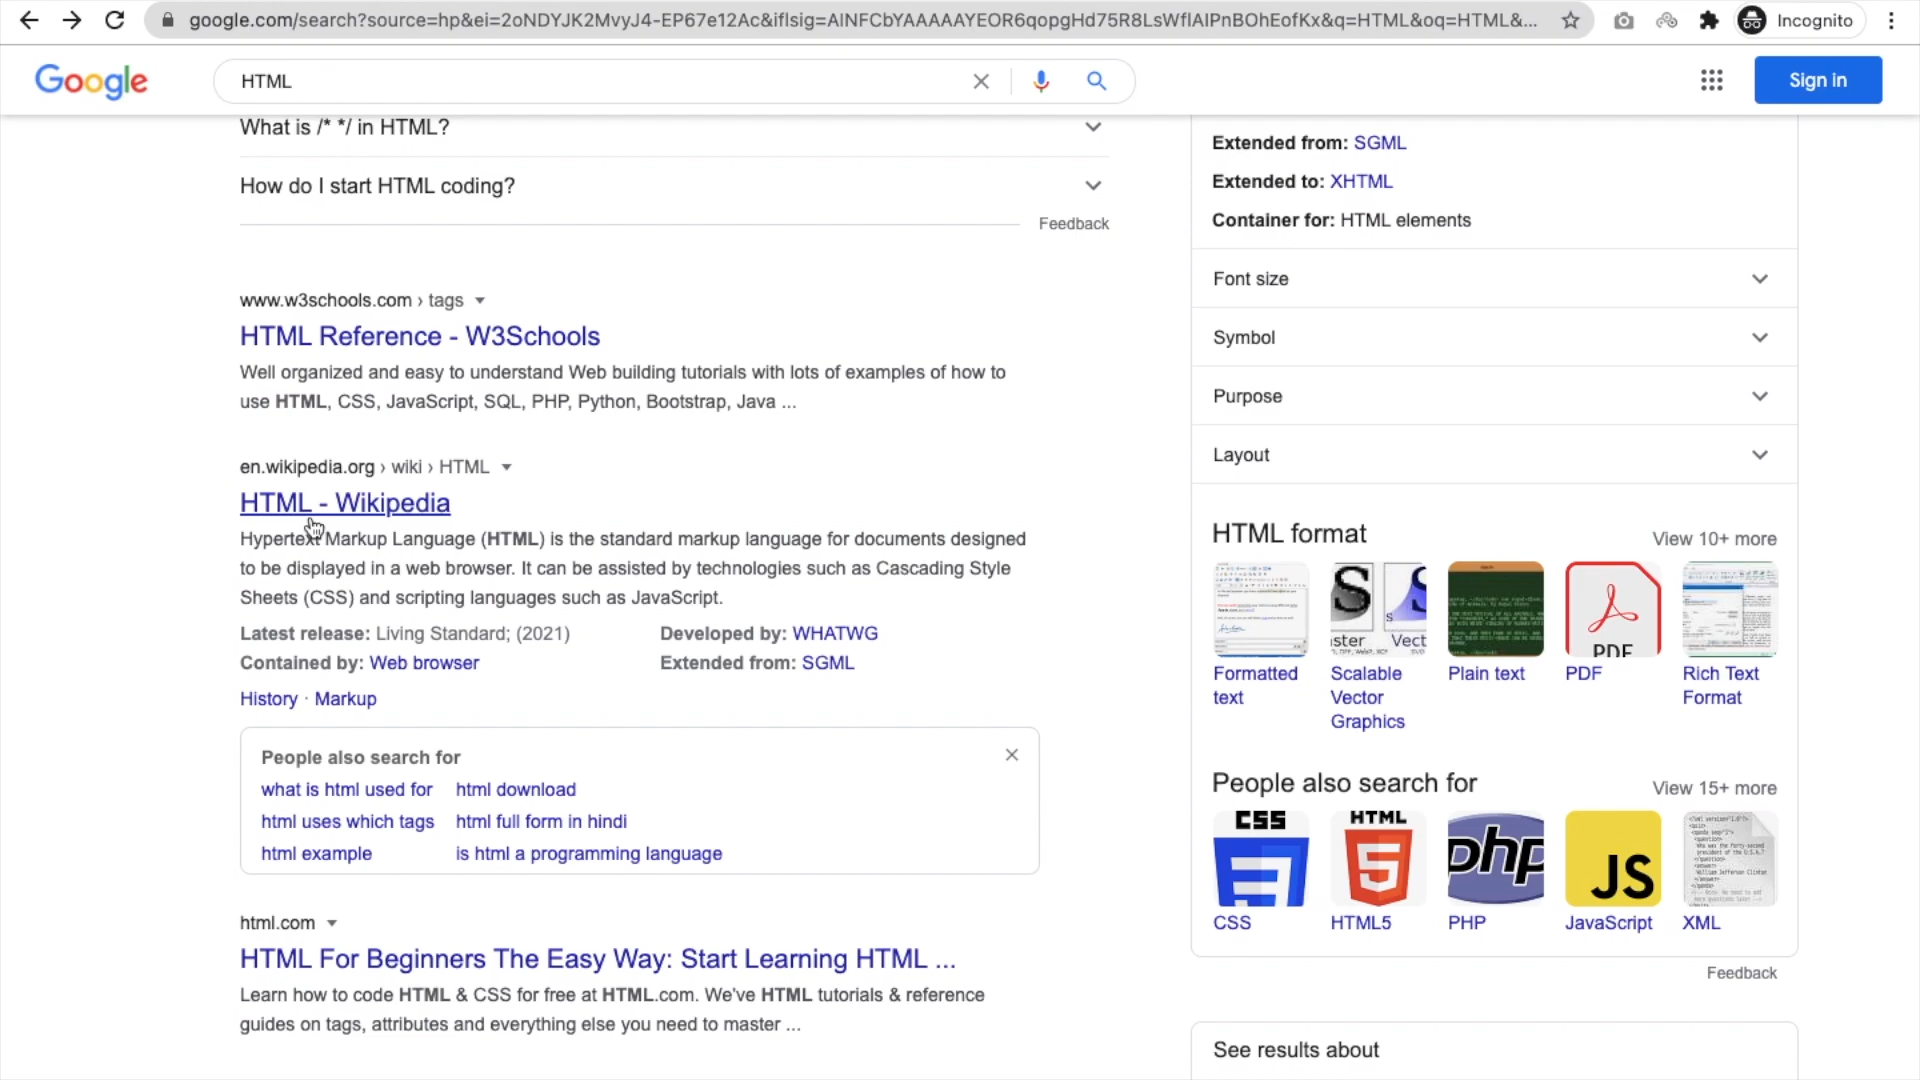 google.com/search?source=hp&ei=2oNDYJK2MvyJ4-EP67e12Ac&iflsig=AINFCbYAAAAAYEOR6qopgHd75R8LsWflAIPnBOhEofKx&q=HTML&oq=HTML&...
Incognito
Google
HTML
Sign in
What is /* */ in HTML?
How do I start HTML coding?
Feedback
www.w3schools.com › tags
HTML Reference - W3Schools
Well organized and easy to understand Web building tutorials with lots of examples of how to
use HTML, CSS, JavaScript, SQL, PHP, Python, Bootstrap, Java ...
en.wikipedia.org › wiki › HTML
HTML - Wikipedia
Hypertext Markup Language (HTML) is the standard markup language for documents designed
to be displayed in a web browser. It can be assisted by technologies such as Cascading Style
Sheets (CSS) and scripting languages such as JavaScript.
Latest release: Living Standard; (2021) Developed by: WHATWG
Contained by: Web browser Extended from: SGML
History · Markup
People also search for
what is html used for html download
html uses which tags html full form in hindi
html example is html a programming language
html.com
HTML For Beginners The Easy Way: Start Learning HTML ...
Learn how to code HTML & CSS for free at HTML.com. We've HTML tutorials & reference
guides on tags, attributes and everything else you need to master ...
Extended from: SGML
Extended to: XHTML
Container for: HTML elements
Font size
Symbol
Purpose
Layout
HTML format View 10+ more
S S
ster Vect
PDF
Formatted text
Scalable Vector Graphics
Plain text
PDF
Rich Text Format
People also search for View 15+ more
CSS HTML 5 php JS
CSS HTML5 PHP JavaScript XML
Feedback
See results about